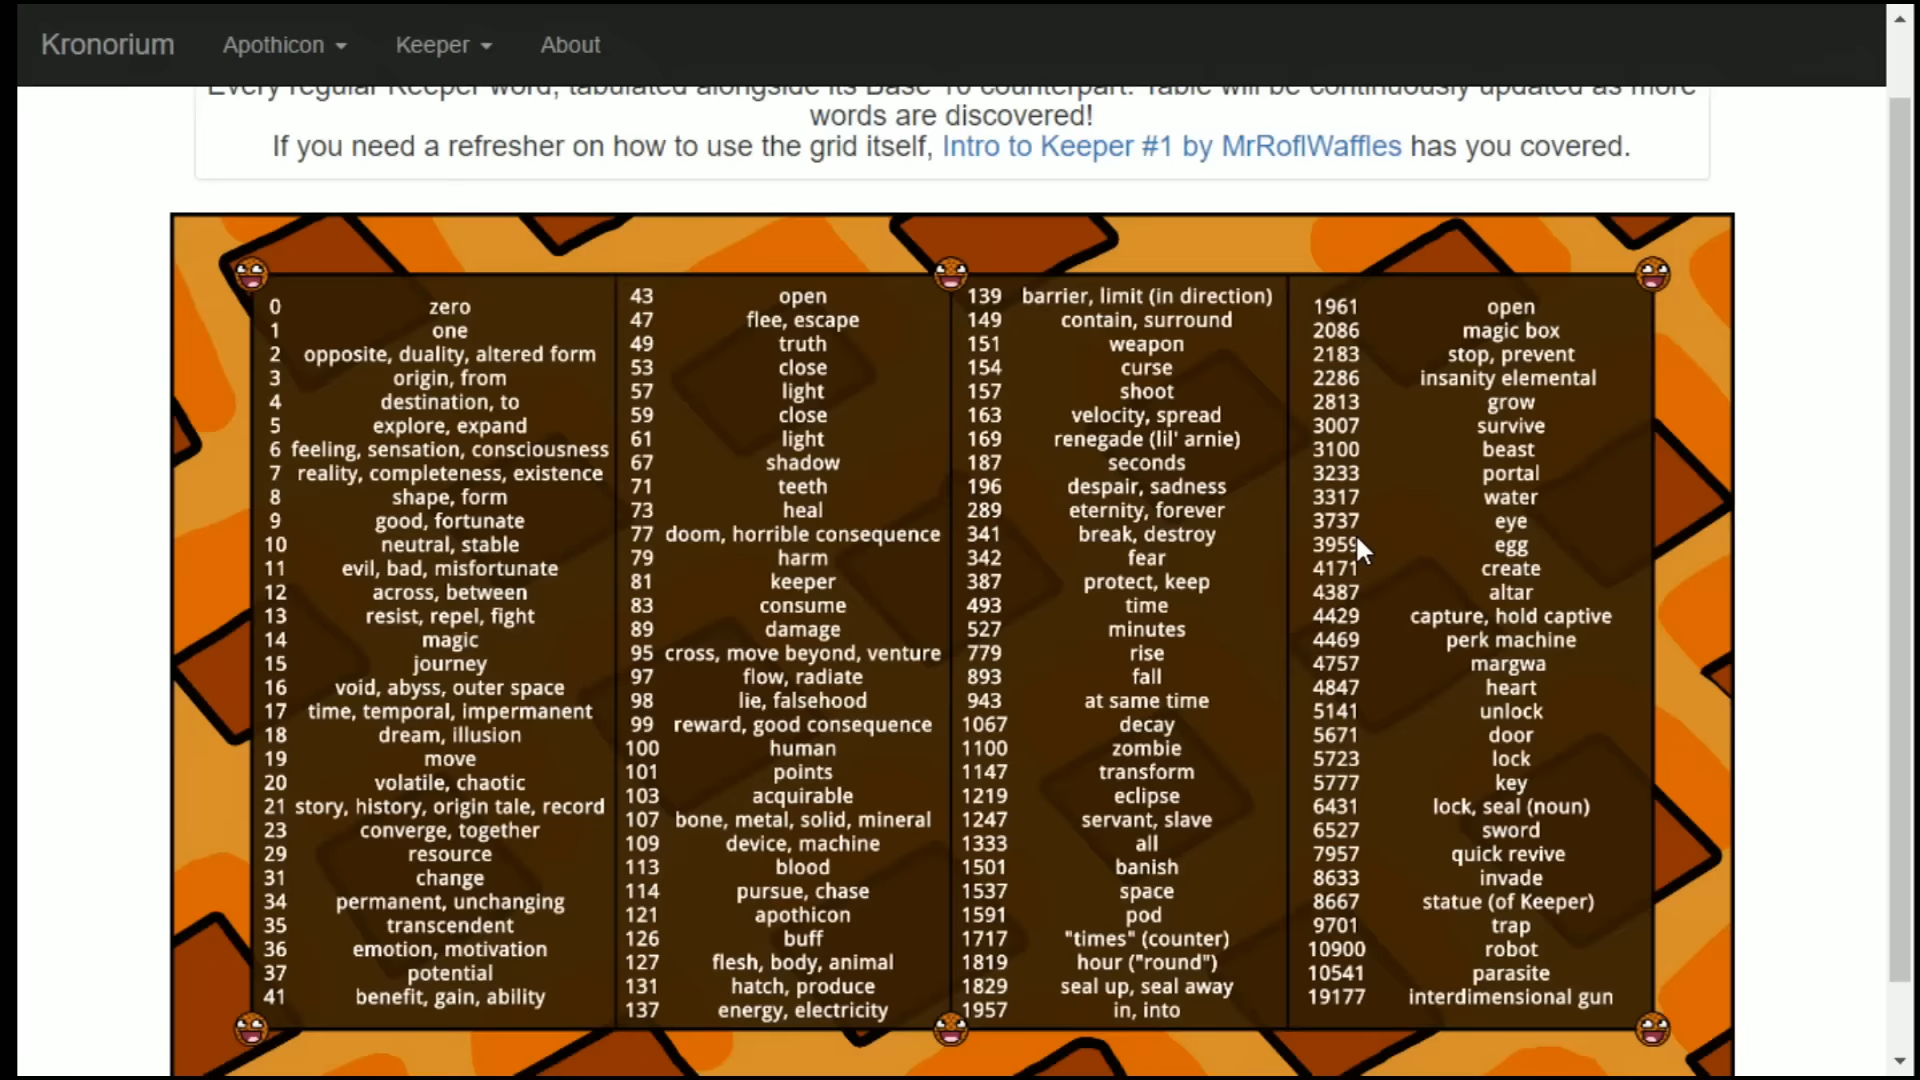 Kronorium Apothicon Keeper About
Every regular Keeper word, tabulated alongside its Base 10 counterpart. Table will be continuously updated as more
words are discovered!
If you need a refresher on how to use the grid itself, Intro to Keeper #1 by MrRoflWaffles has you covered.
0 zero
1 one
2 opposite, duality, altered form
3 origin, from
4 destination, to
5 explore, expand
6 feeling, sensation, consciousness
7 reality, completeness, existence
8 shape, form
9 good, fortunate
10 neutral, stable
11 evil, bad, misfortunate
12 across, between
13 resist, repel, fight
14 magic
15 journey
16 void, abyss, outer space
17 time, temporal, impermanent
18 dream, illusion
19 move
20 volatile, chaotic
21 story, history, origin tale, record
23 converge, together
29 resource
31 change
34 permanent, unchanging
35 transcendent
36 emotion, motivation
37 potential
41 benefit, gain, ability
43 open
47 flee, escape
49 truth
53 close
57 light
59 close
61 light
67 shadow
71 teeth
73 heal
77 doom, horrible consequence
79 harm
81 keeper
83 consume
89 damage
95 cross, move beyond, venture
97 flow, radiate
98 lie, falsehood
99 reward, good consequence
100 human
101 points
103 acquirable
107 bone, metal, solid, mineral
109 device, machine
113 blood
114 pursue, chase
121 apothicon
126 buff
127 flesh, body, animal
131 hatch, produce
137 energy, electricity
139 barrier, limit (in direction)
149 contain, surround
151 weapon
154 curse
157 shoot
163 velocity, spread
169 renegade (lil' arnie)
187 seconds
196 despair, sadness
289 eternity, forever
341 break, destroy
342 fear
387 protect, keep
493 time
527 minutes
779 rise
893 fall
943 at same time
1067 decay
1100 zombie
1147 transform
1219 eclipse
1247 servant, slave
1333 all
1501 banish
1537 space
1591 pod
1717 "times" (counter)
1819 hour ("round")
1829 seal up, seal away
1957 in, into
1961 open
2086 magic box
2183 stop, prevent
2286 insanity elemental
2813 grow
3007 survive
3100 beast
3233 portal
3317 water
3737 eye
3959 egg
4171 create
4387 altar
4429 capture, hold captive
4469 perk machine
4757 margwa
4847 heart
5141 unlock
5671 door
5723 lock
5777 key
6431 lock, seal (noun)
6527 sword
7957 quick revive
8633 invade
8667 statue (of Keeper)
9701 trap
10900 robot
10541 parasite
19177 interdimensional gun